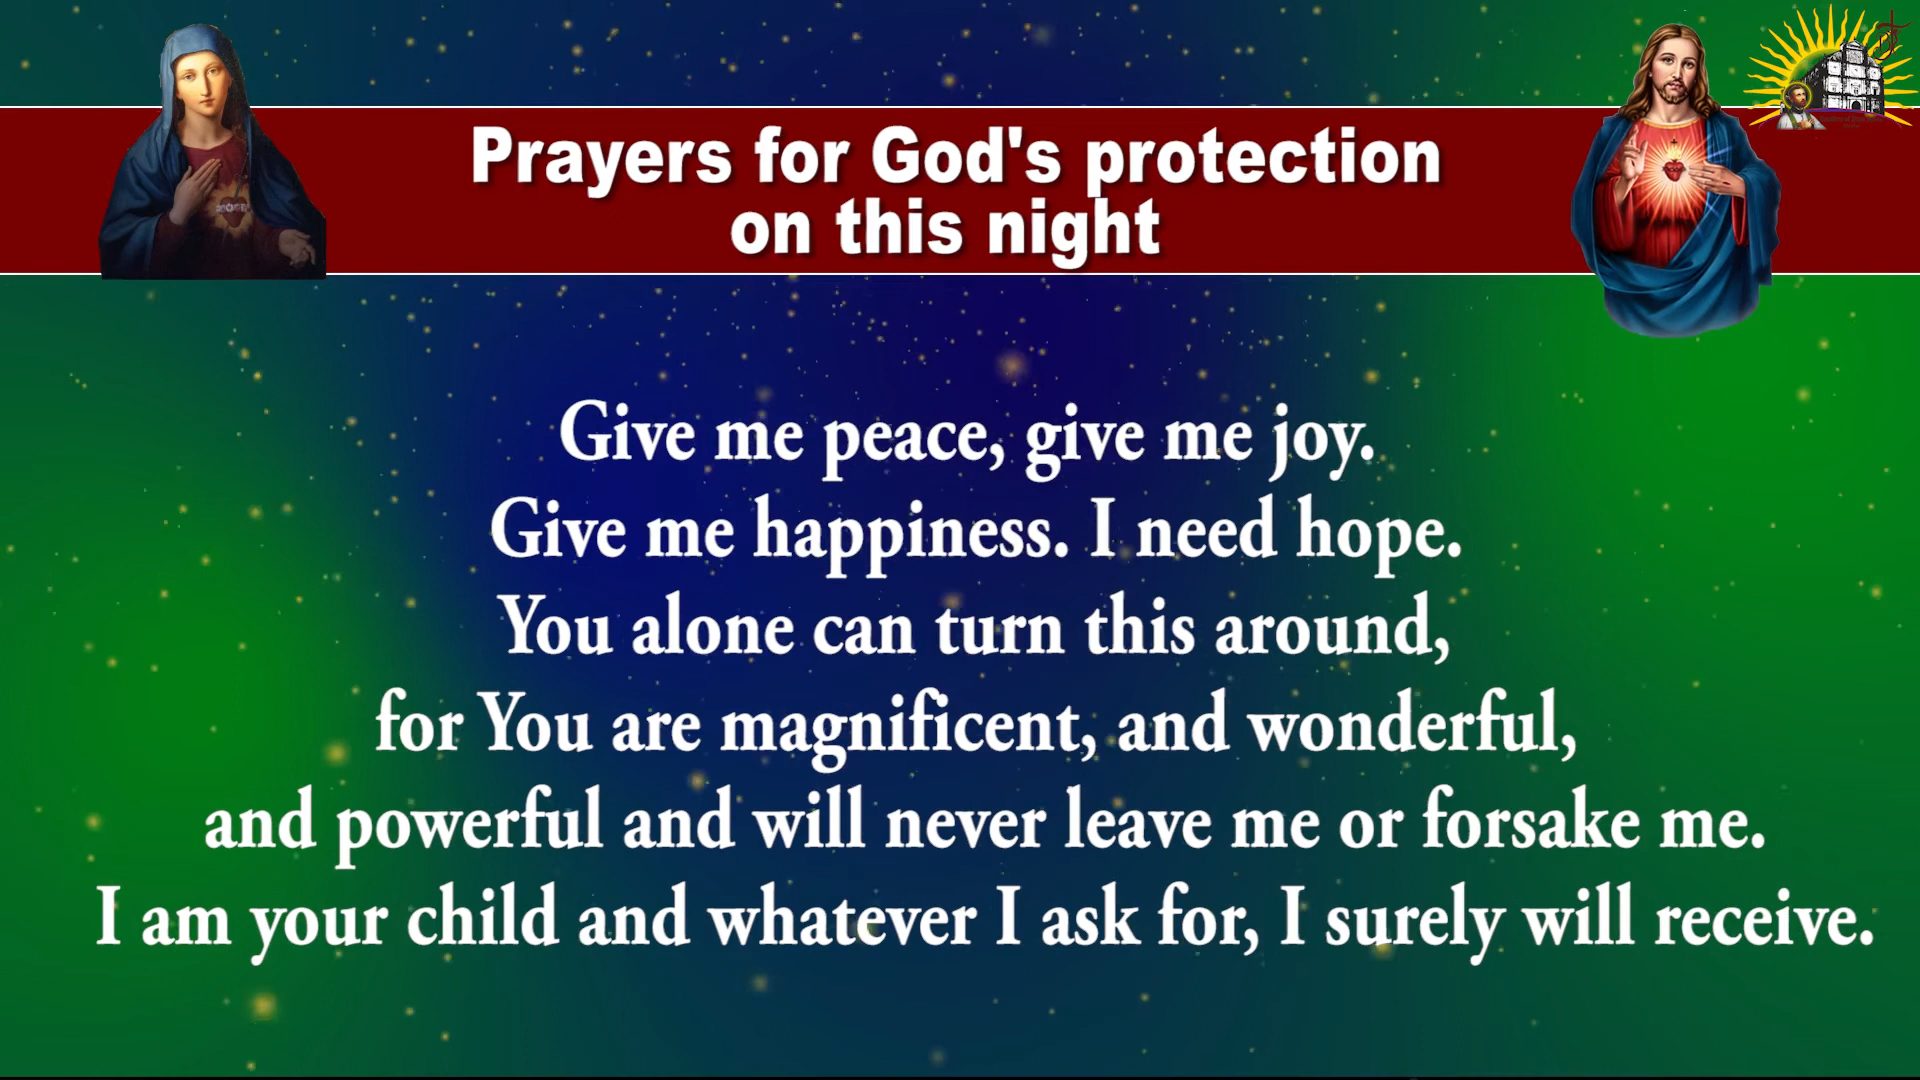 Prayers for God's protection
on this night
Give me peace, give me joy.
Give me happiness. I need hope.
You alone can turn this around,
for You are magnificent, and wonderful,
and powerful and will never leave me or forsake me.
I am your child and whatever I ask for, I surely will receive.